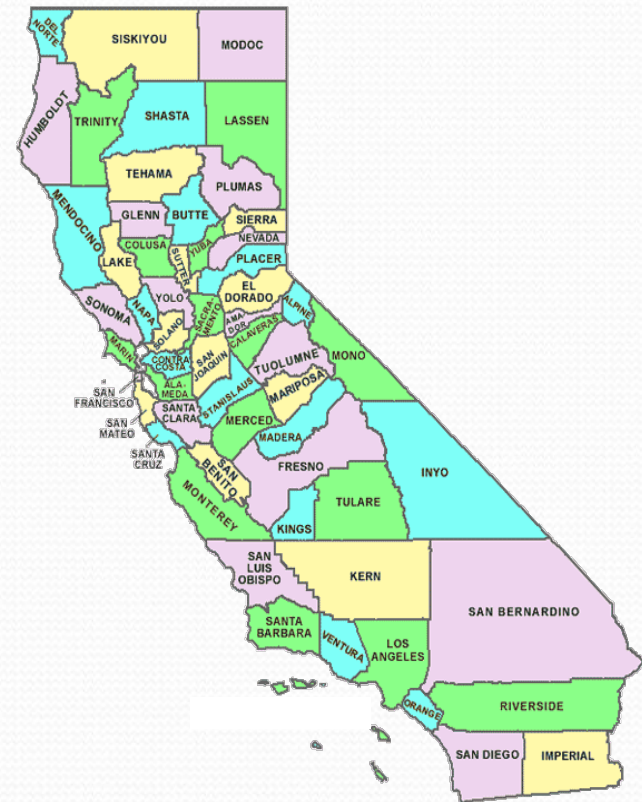 DEL
NORTE
SISKIYOU
MODOC
HUMBOLDT
TRINITY
SHASTA
LASSEN
TEHAMA
PLUMAS
MENDOCINO
GLENN
BUTTE
SIERRA
NEVADA
COLUSA
YUBA
SUTTER
LAKE
PLACER
EL
DORADO
SONOMA
NAPA
YOLO
SACRA-
MENTO
ALPINE
AMA-
DOR
SOLANO
CALAVERAS
MARIN
CONTRA
COSTA
SAN
JOAQUIN
TUOLUMNE
MONO
SAN
FRANCISCO
ALA-
MEDA
STANISLAUS
MARIPOSA
SAN
MATEO
SANTA
CLARA
MERCED
MADERA
SANTA
CRUZ
SAN
BENITO
FRESNO
INYO
MONTEREY
KINGS
TULARE
SAN
LUIS
OBISPO
KERN
SAN BERNARDINO
SANTA
BARBARA
VENTURA
LOS
ANGELES
ORANGE
RIVERSIDE
SAN DIEGO
IMPERIAL